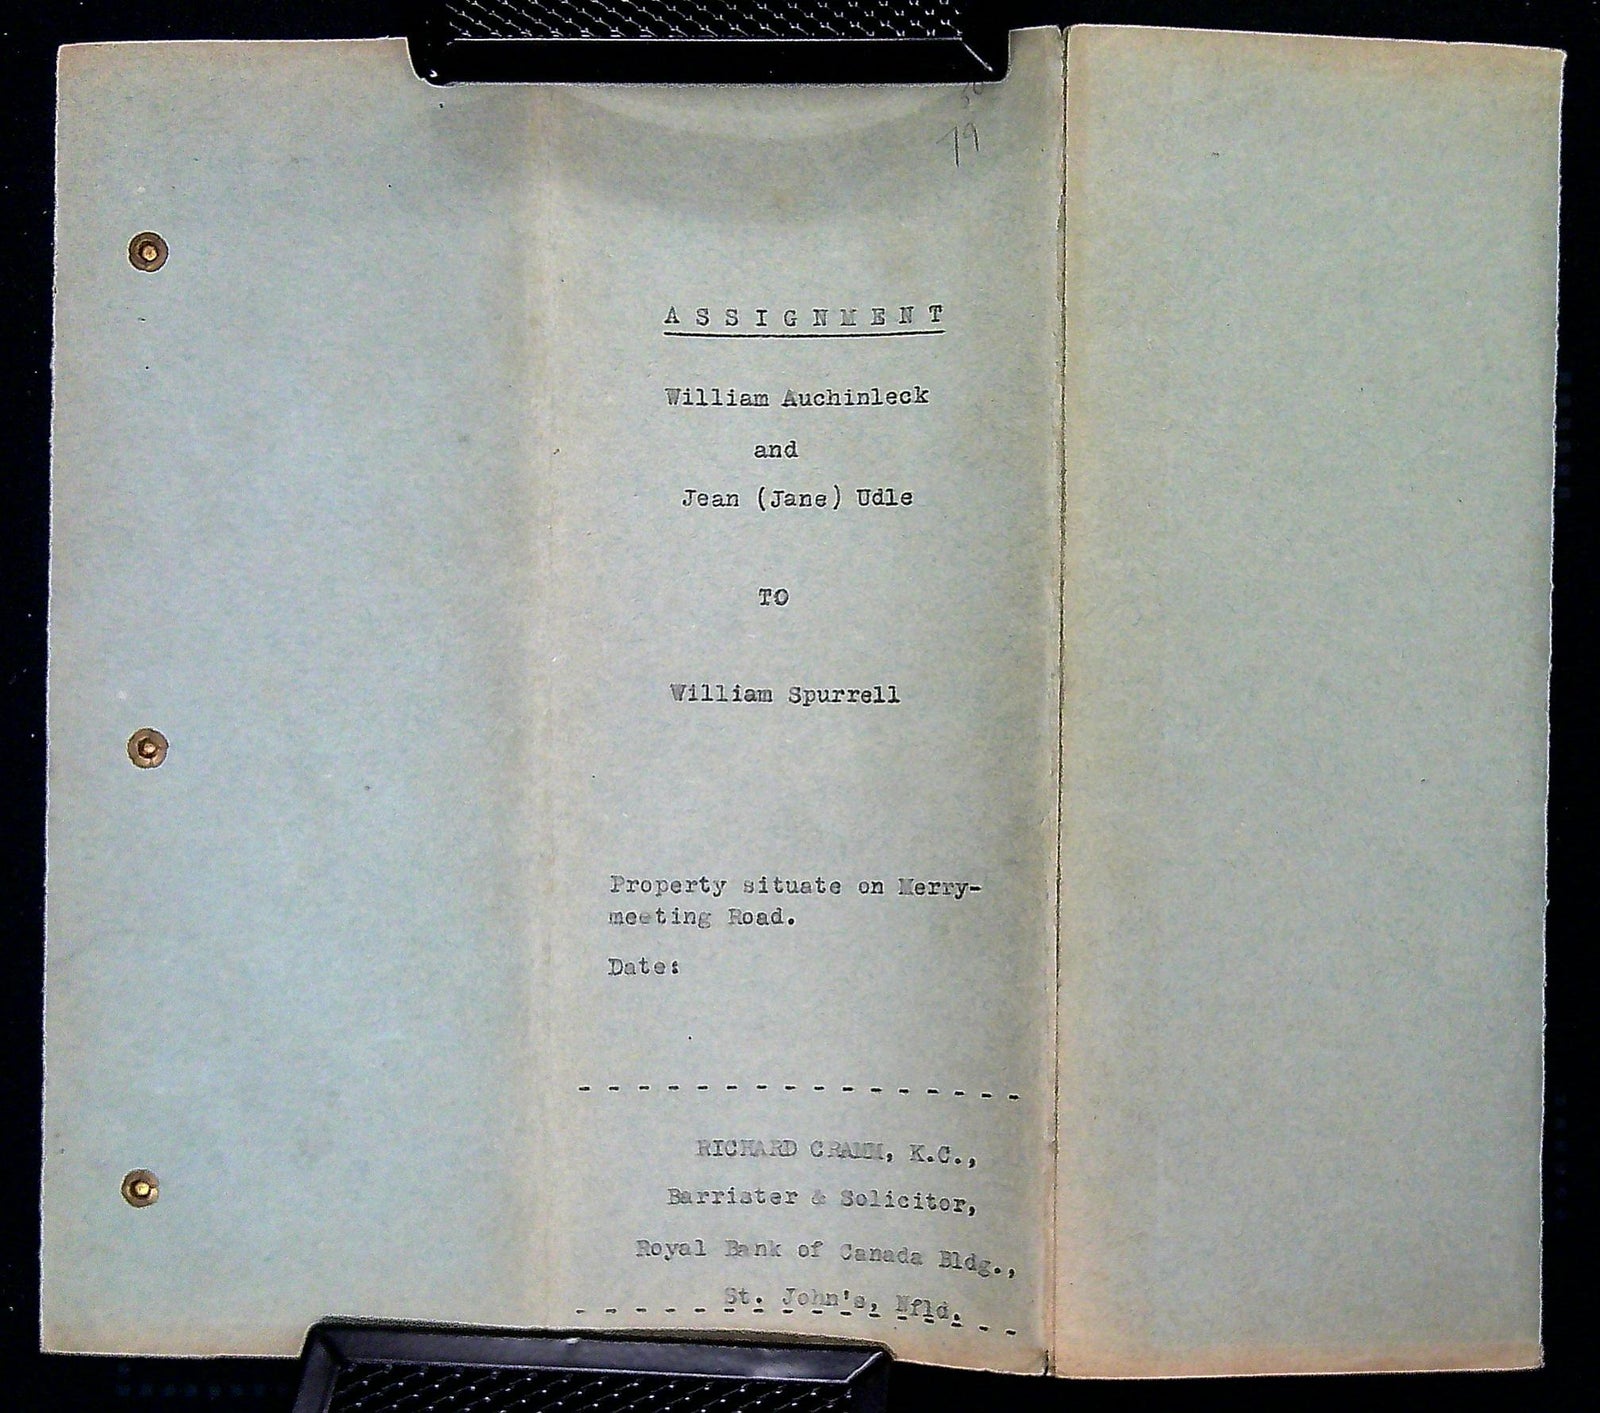 79
A S S I G N M E N T
William Auchinleck
and
Jean (Jane) Udle
TO
William Spurrell
Property situate on Merry-
meeting Road.
Date:
RICHARD CRAMM, K.C.,
Barrister & Solicitor,
Royal Bank of Canada Bldg.,
St. John's, Nfld.